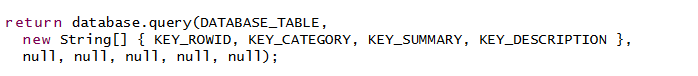 return database.query(DATABASE_TABLE,
new String[] { KEY_ROWID, KEY_CATEGORY, KEY_SUMMARY, KEY_DESCRIPTION },
null, null, null, null, null);